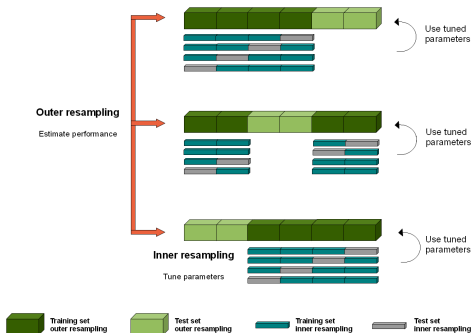 Use tuned
parameters
Outer resampling
Estimate performance
Use tuned
parameters
Inner resampling
Tune parameters
Use tuned
parameters
Training set
outer resampling
Test set
outer resampling
Training set
inner resampling
Test set
inner resampling